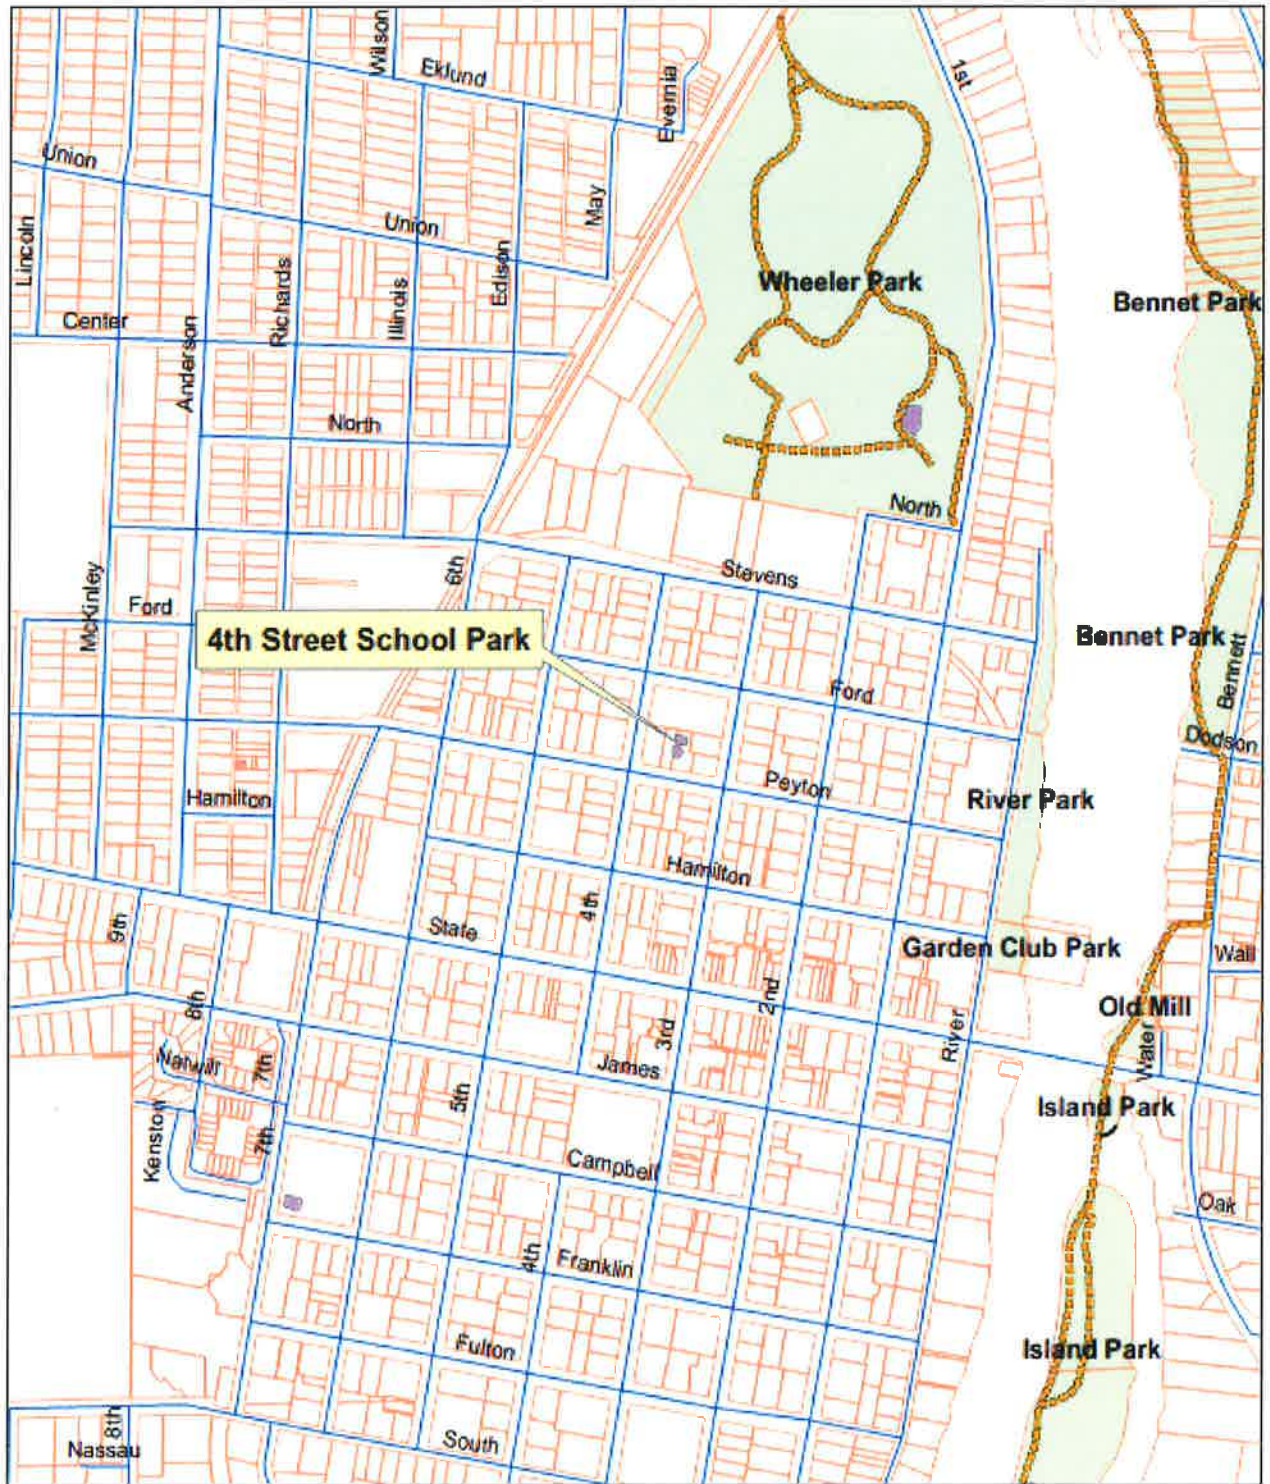 Wilson
Eklund
Evernia
1st
Union
Union
May
Lincoln
Richards
Illinois
Edison
Wheeler Park
Bennet Park
Center
Anderson
North
North
Stevens
6th
McKinley
Ford
4th Street School Park
Bennet Park
Bennett
Ford
Dodson
Peyton
Hamilton
River Park
Hamilton
4th
9th
State
Garden Club Park
Wall
8th
2nd
Old Mill
3rd
River
Water
Natwill
7th
James
5th
Island Park
Kenston
7th
Campbell
Oak
4th
Franklin
Fulton
Island Park
8th
Nassau
South